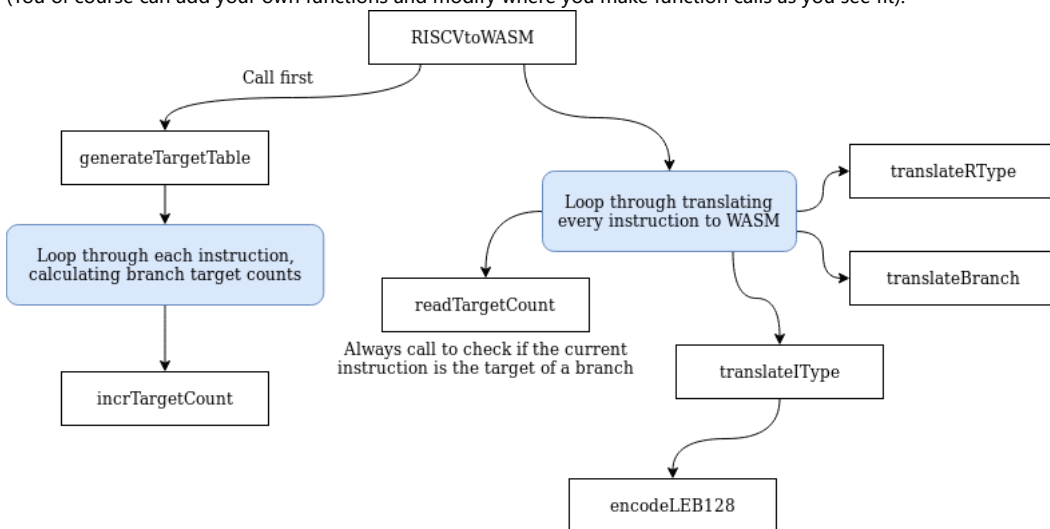 (You of course can add your own functions and modify where you make function calls as you see fit).
RISCVtoWASM
Call first
generateTargetTable
Loop through each instruction,
calculating branch target counts
incrTargetCount
Loop through translating
every instruction to WASM
translateRType
translateBranch
readTargetCount
Always call to check if the current
instruction is the target of a branch
translateIType
encodeLEB128